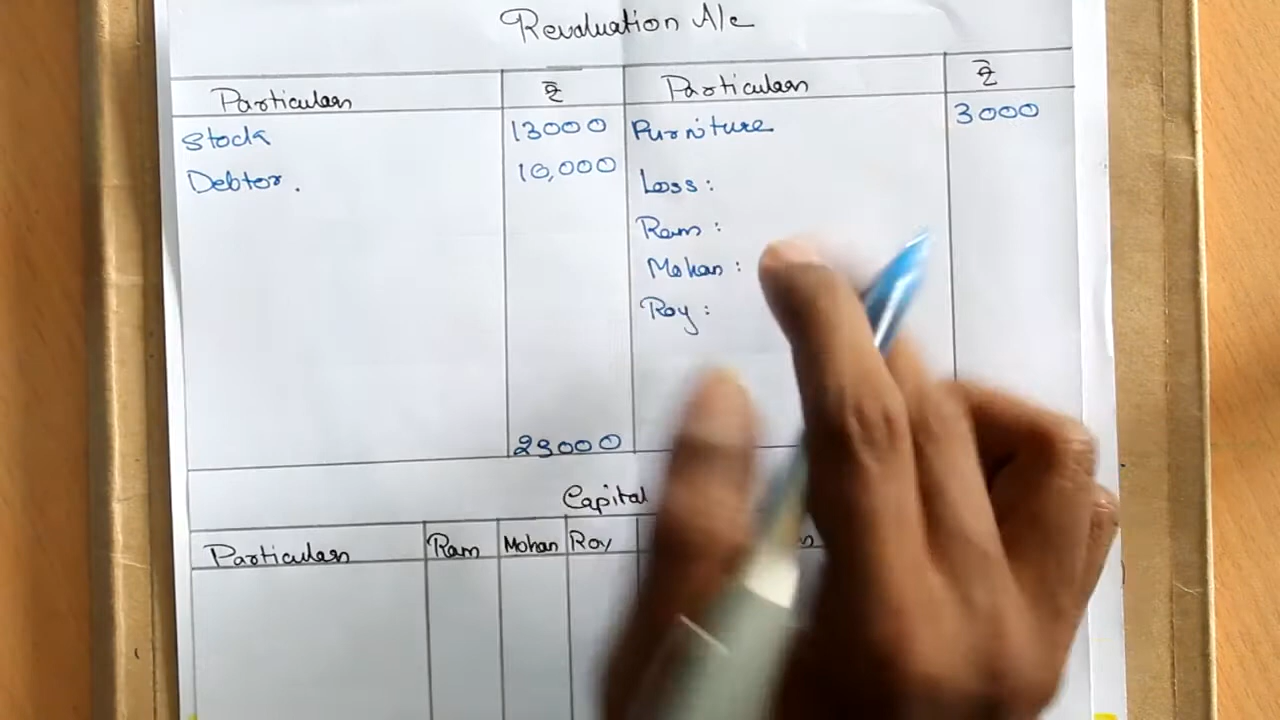 Revaluation A/c
Particulars ₹ Particulars ₹
Stock 13000 Furniture 3000
Debtor. 10,000 Loss:
Ram:
Mohan:
Roy:
23000
Capital
Particulars Ram Mohan Roy